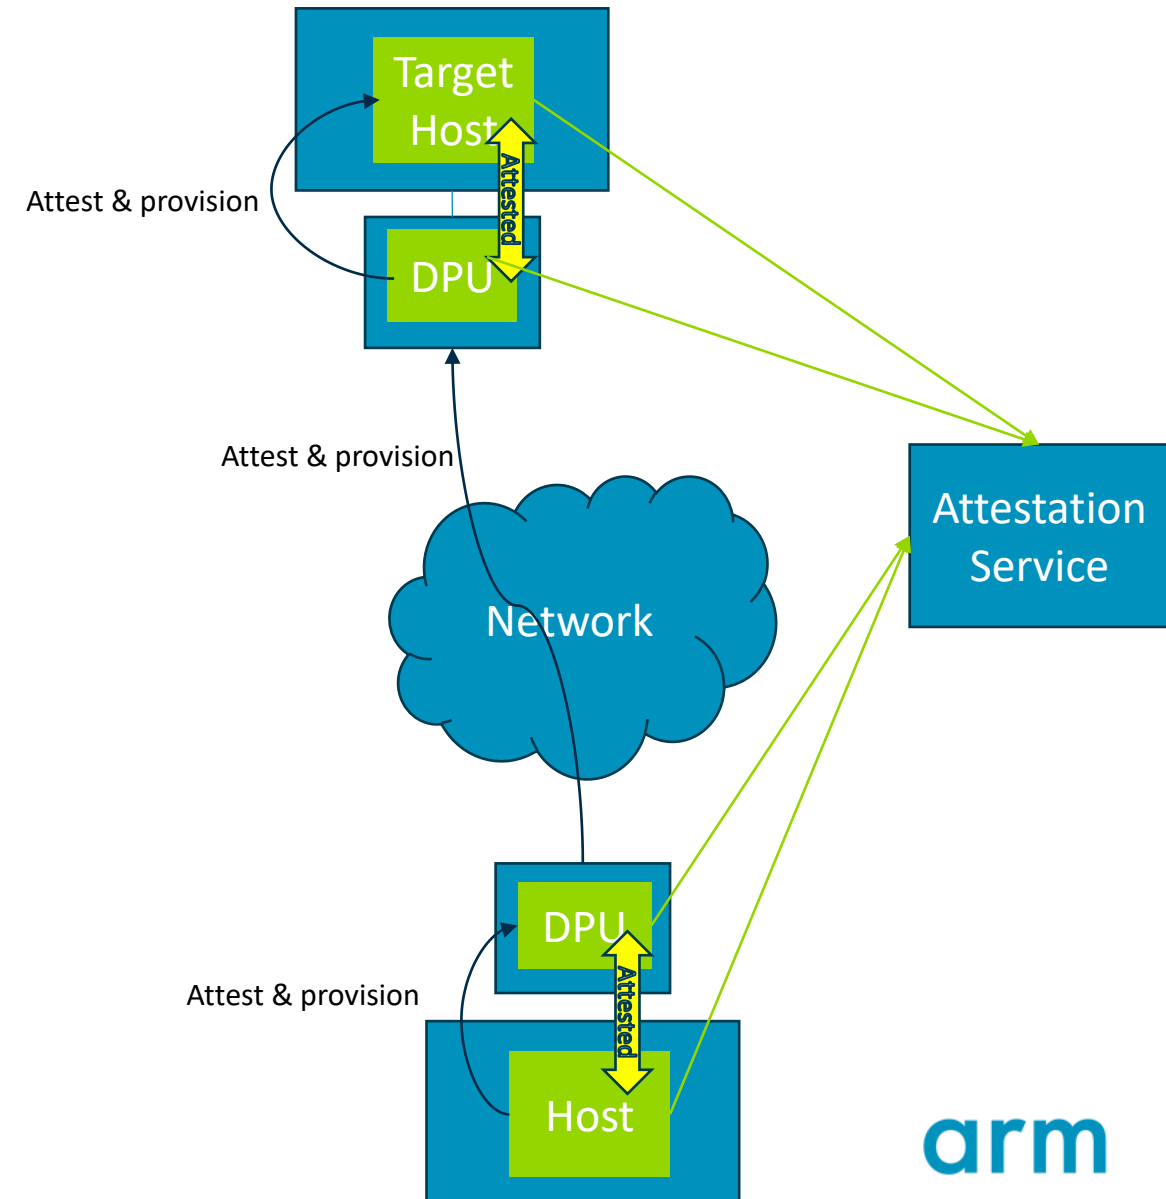 Target
Host
Attested
Attest & provision
DPU
Attest & provision
Attestation
Service
Network
DPU
Attested
Attest & provision
Host
arm